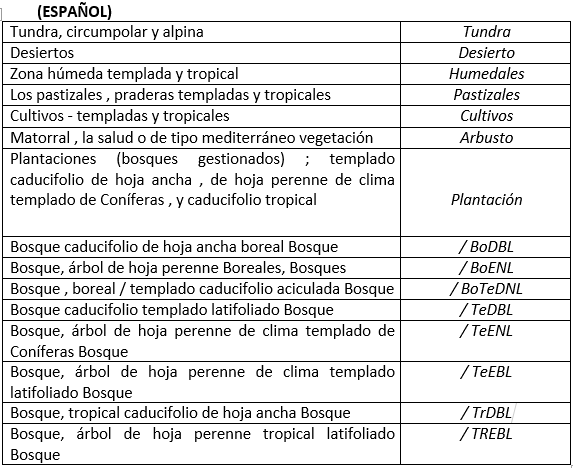 (ESPAÑOL)
Tundra, circumpolar y alpina Tundra
Desiertos Desierto
Zona húmeda templada y tropical Humedales
Los pastizales , praderas templadas y tropicales Pastizales
Cultivos - templadas y tropicales Cultivos
Matorral , la salud o de tipo mediterráneo vegetación Arbusto
Plantaciones (bosques gestionados) ; templado
caducifolio de hoja ancha , de hoja perenne de clima
templado de Coníferas , y caducifolio tropical Plantación
Bosque caducifolio de hoja ancha boreal Bosque / BoDBL
Bosque, árbol de hoja perenne Boreales, Bosques / BoENL
Bosque , boreal / templado caducifolio aciculada Bosque / BoTeDNL
Bosque caducifolio templado latifoliado Bosque / TeDBL
Bosque, árbol de hoja perenne de clima templado de / TeENL
Coníferas Bosque
Bosque, árbol de hoja perenne de clima templado / TeEBL
latifoliado Bosque
Bosque, tropical caducifolio de hoja ancha Bosque / TrDBL
Bosque, árbol de hoja perenne tropical latifoliado / TREBL
Bosque